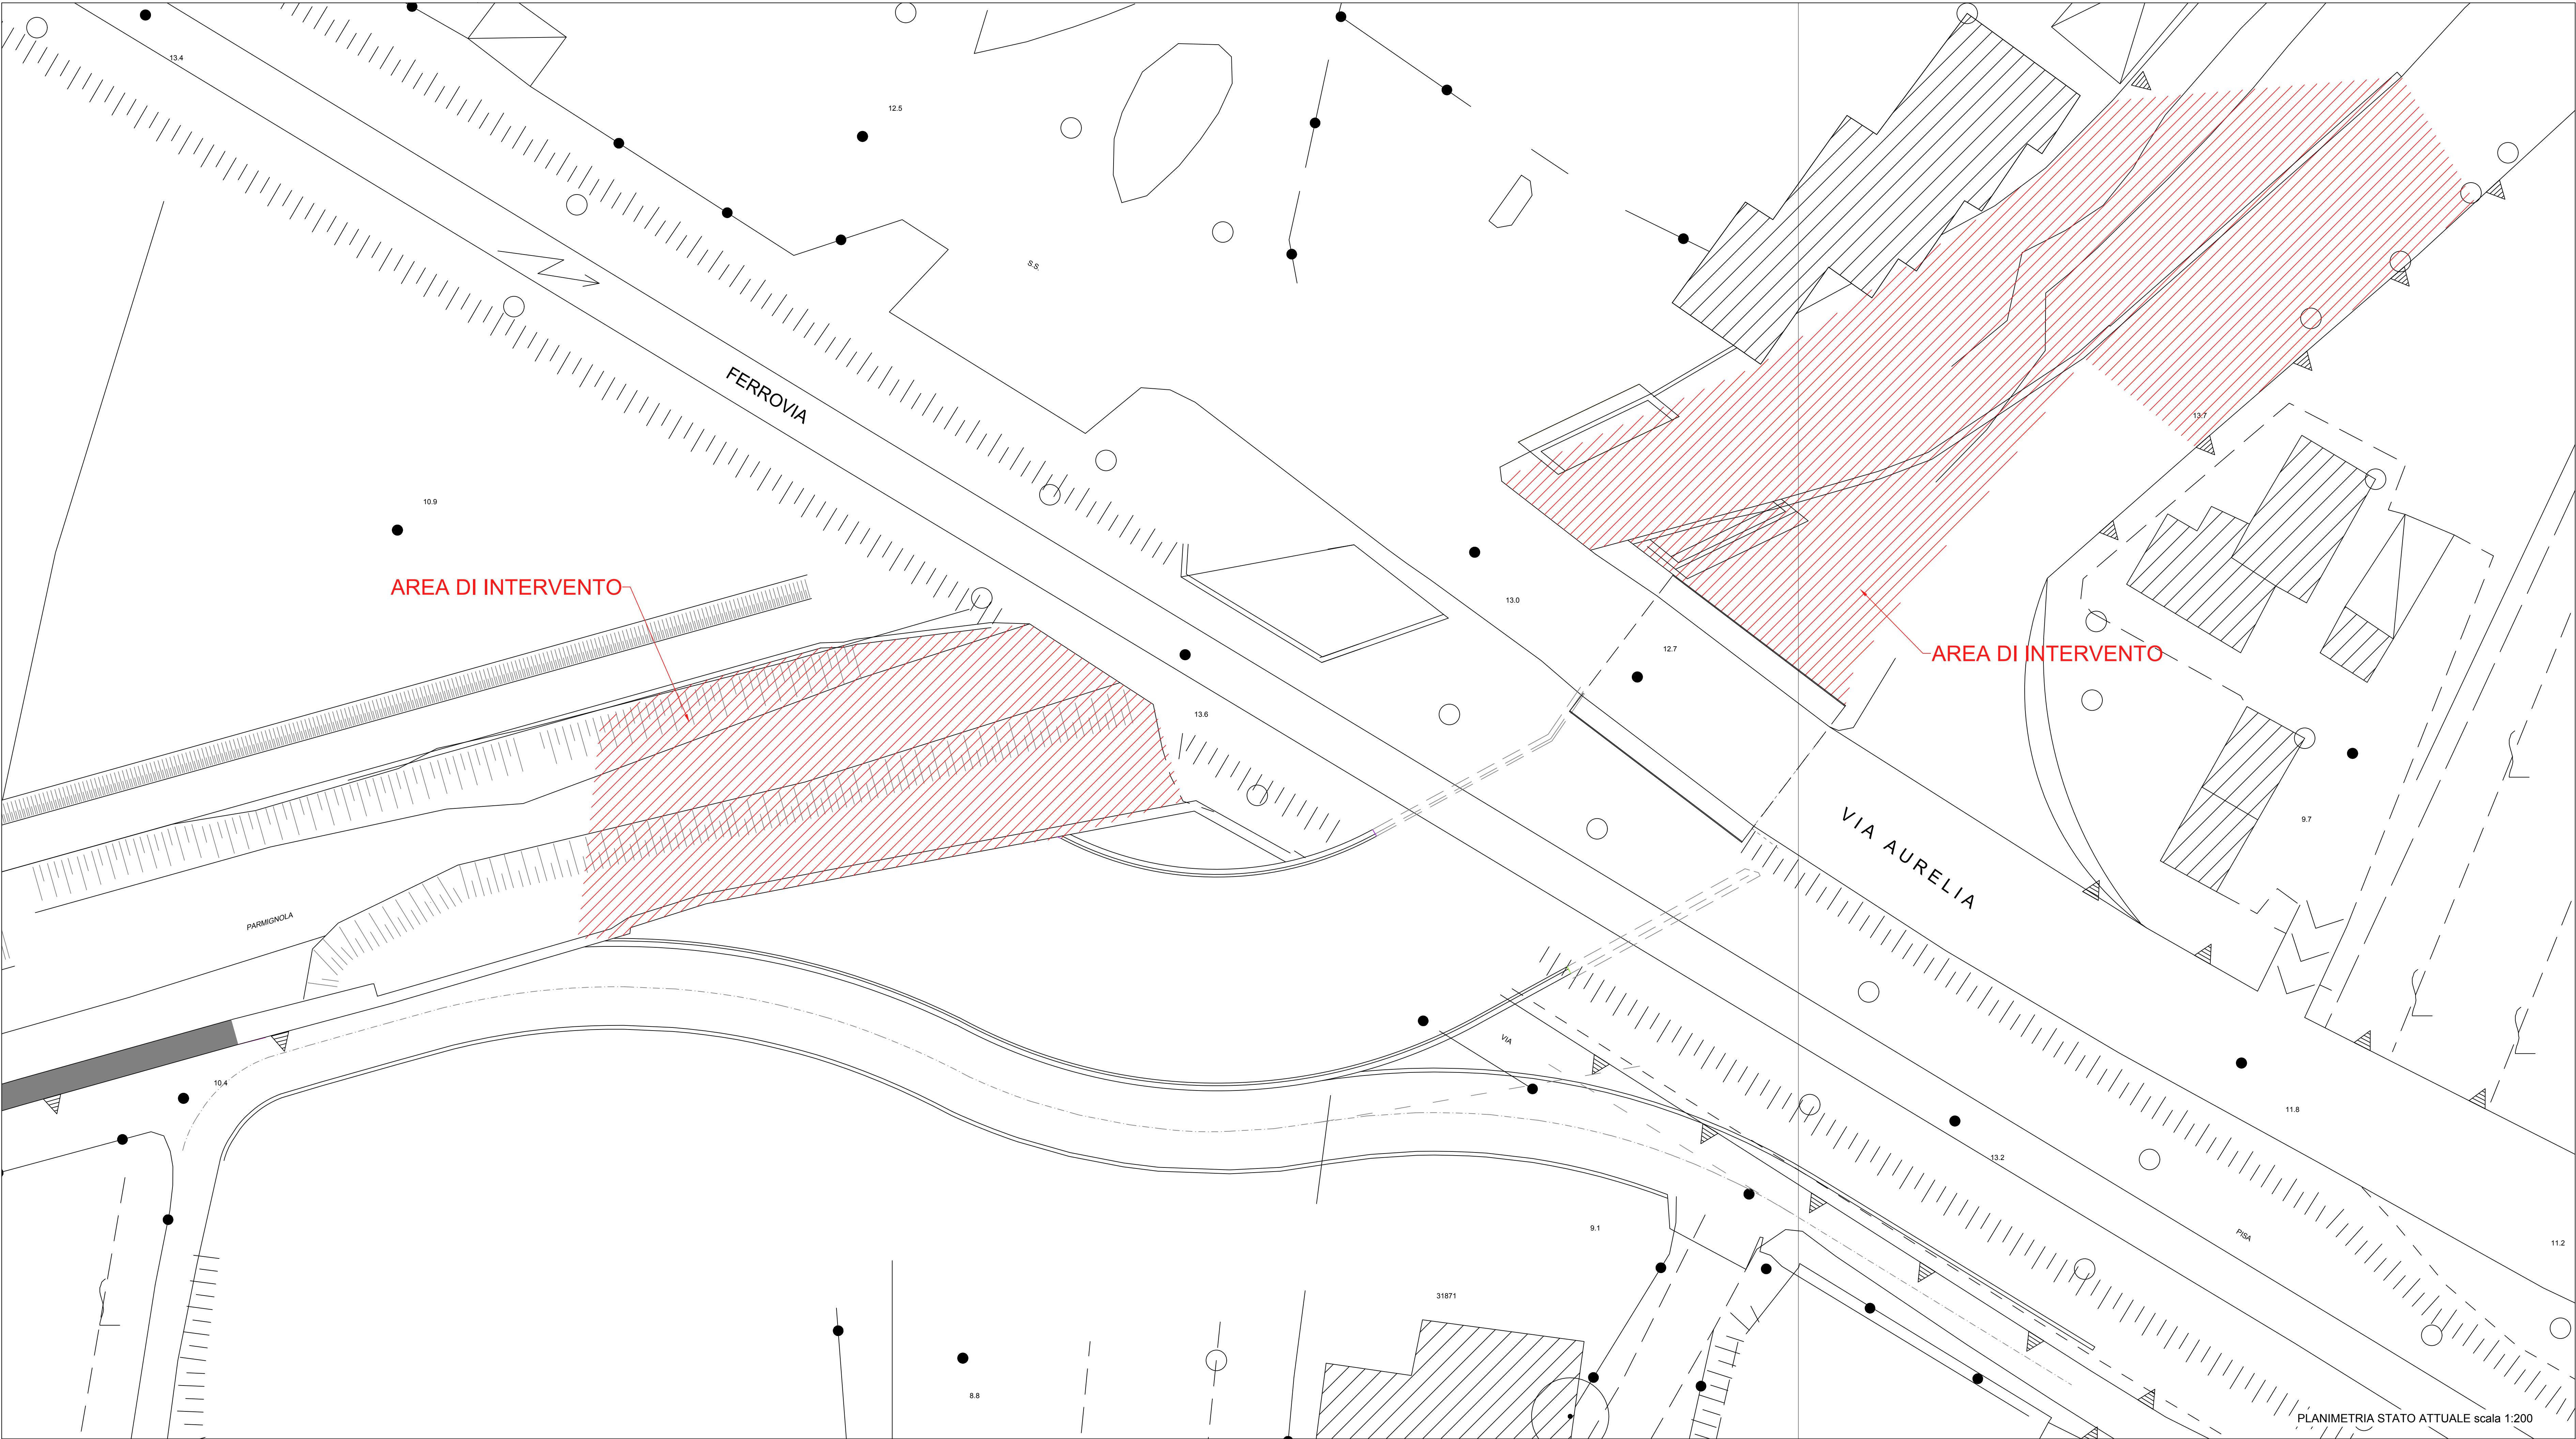 13.4
12.5
S.S.
FERROVIA
13.7
10.9
AREA DI INTERVENTO
13.0
12.7
AREA DI INTERVENTO
13.6
VIA AURELIA
9.7
PARMIGNOLA
VIA
10.4
11.8
13.2
9.1
PISA
11.2
31871
8.8
PLANIMETRIA STATO ATTUALE scala 1:200